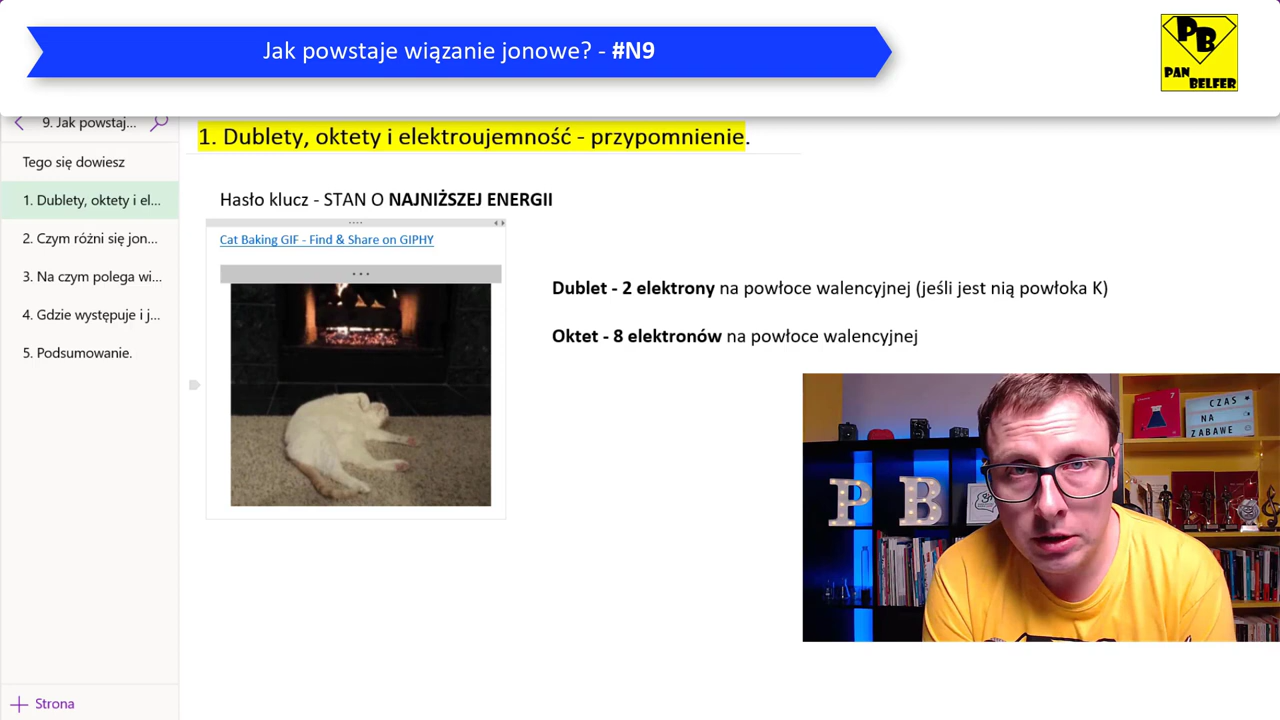 Jak powstaje wiązanie jonowe? - #N9
PB
PAN
BELFER
9. Jak powstaj...
Tego się dowiesz
1. Dublety, oktety i el...
2. Czym różni się jon...
3. Na czym polega wi...
4. Gdzie występuje i j...
5. Podsumowanie.
Strona
1. Dublety, oktety i elektroujemność - przypomnienie.
Hasło klucz - STAN O NAJNIŻSZEJ ENERGII
Cat Baking GIF - Find & Share on GIPHY
Dublet - 2 elektrony na powłoce walencyjnej (jeśli jest nią powłoka K)
Oktet - 8 elektronów na powłoce walencyjnej
P B
7
CZAS
NA
ZABAWE